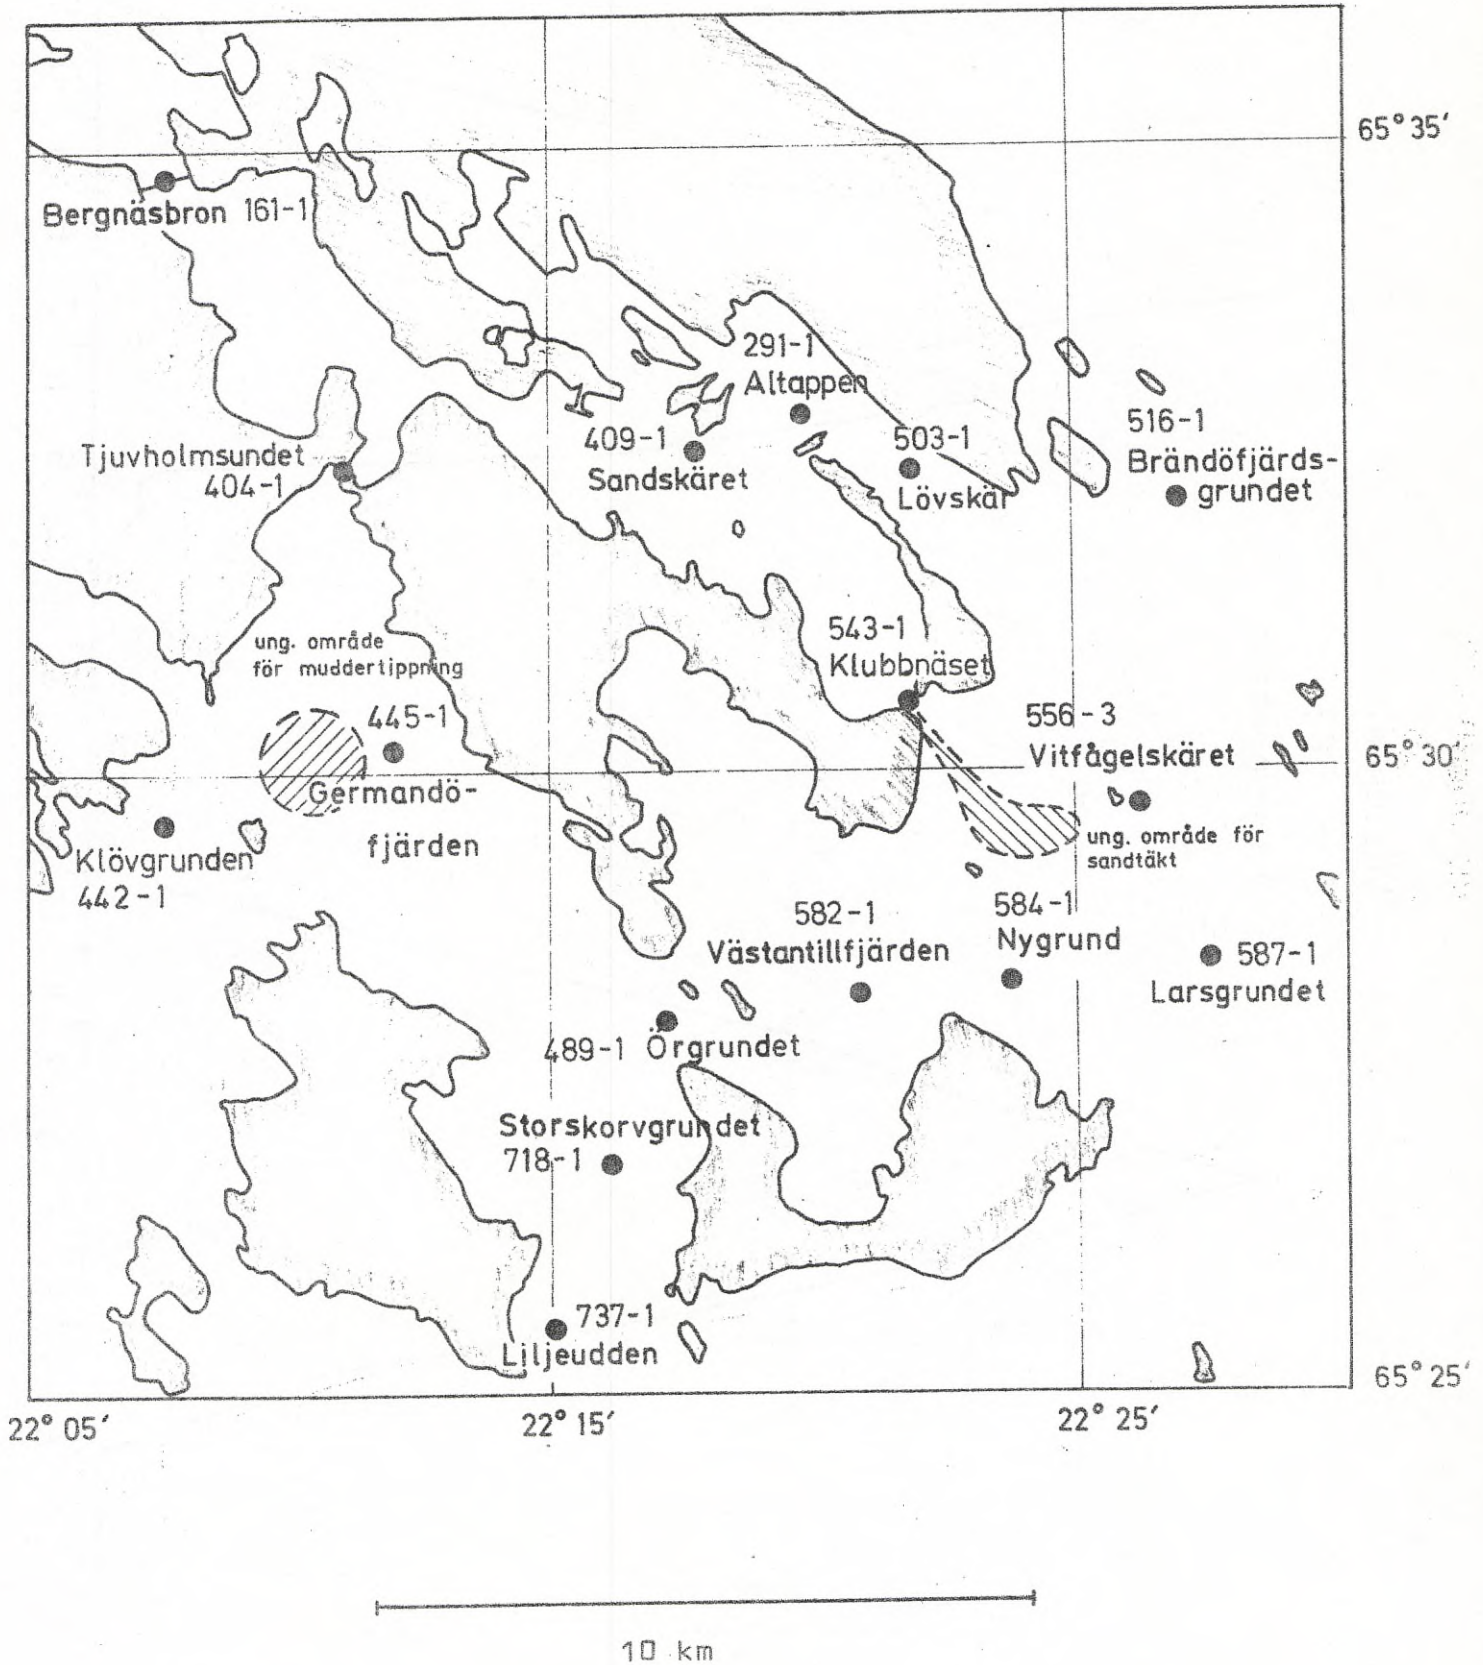 65° 35′
Bergnäsbron 161-1
291-1
Altappen
409-1
Sandskäret
503-1
Lövskär
516-1
Brändöfjärds-
grundet
Tjuvholmsundet
404-1
ung. område
för muddertippning
543-1
Klubbnäset
445-1
Germandö-
fjärden
556-3
Vitfågelskäret
65° 30′
ung. område för
sandtäkt
Klövgrunden
442-1
582-1
Västantillfjärden
584-1
Nygrund
587-1
Larsgrundet
489-1 Örgrundet
Storskorvgrundet
718-1
737-1
Liljeudden
65° 25′
22° 05′
22° 15′
22° 25′
10 km